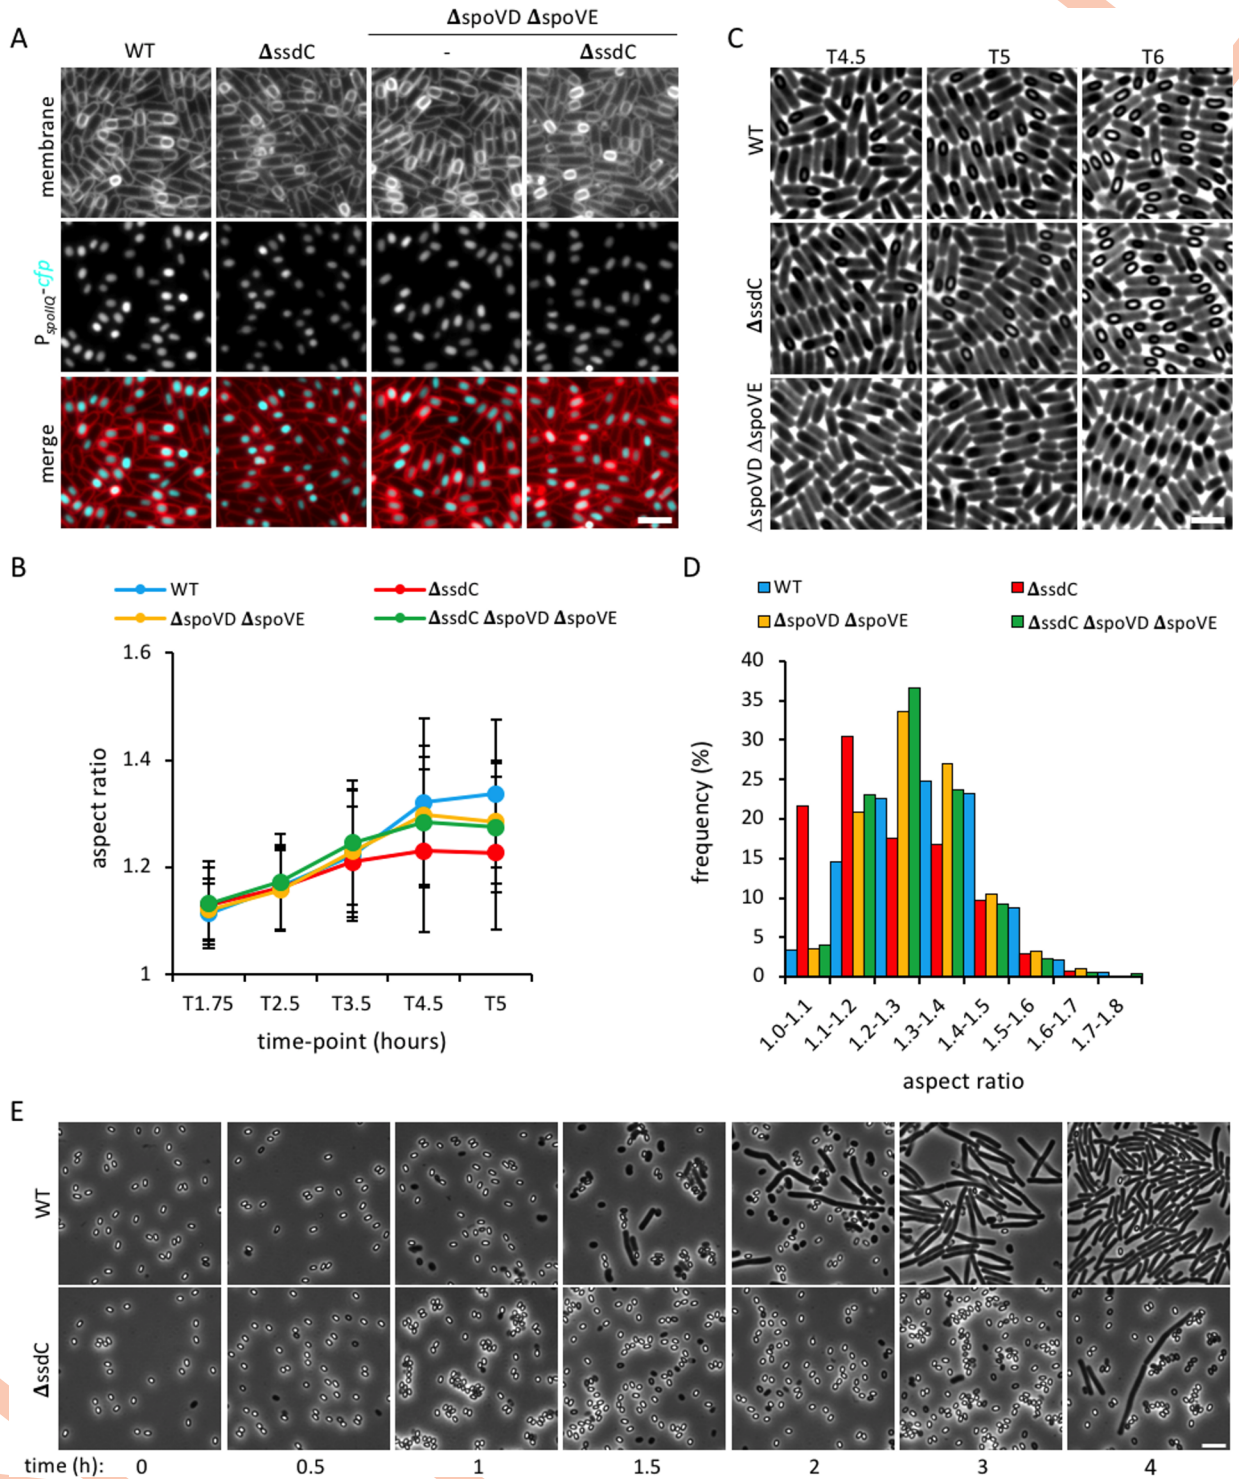 A
ΔspoVD ΔspoVE
WT
ΔssdC
-
ΔssdC
membrane
PspoIIQ-cfp
merge
C
T4.5
T5
T6
WT
ΔssdC
ΔspoVD ΔspoVE
B
WT
ΔssdC
ΔspoVD ΔspoVE
ΔssdC ΔspoVD ΔspoVE
1.6
1.4
1.2
1
aspect ratio
T1.75
T2.5
T3.5
T4.5
T5
time-point (hours)
D
WT
ΔssdC
ΔspoVD ΔspoVE
ΔssdC ΔspoVD ΔspoVE
40
35
30
25
20
15
10
5
0
frequency (%)
1.0-1.1
1.1-1.2
1.2-1.3
1.3-1.4
1.4-1.5
1.5-1.6
1.6-1.7
1.7-1.8
aspect ratio
E
WT
ΔssdC
time (h):
0
0.5
1
1.5
2
3
4